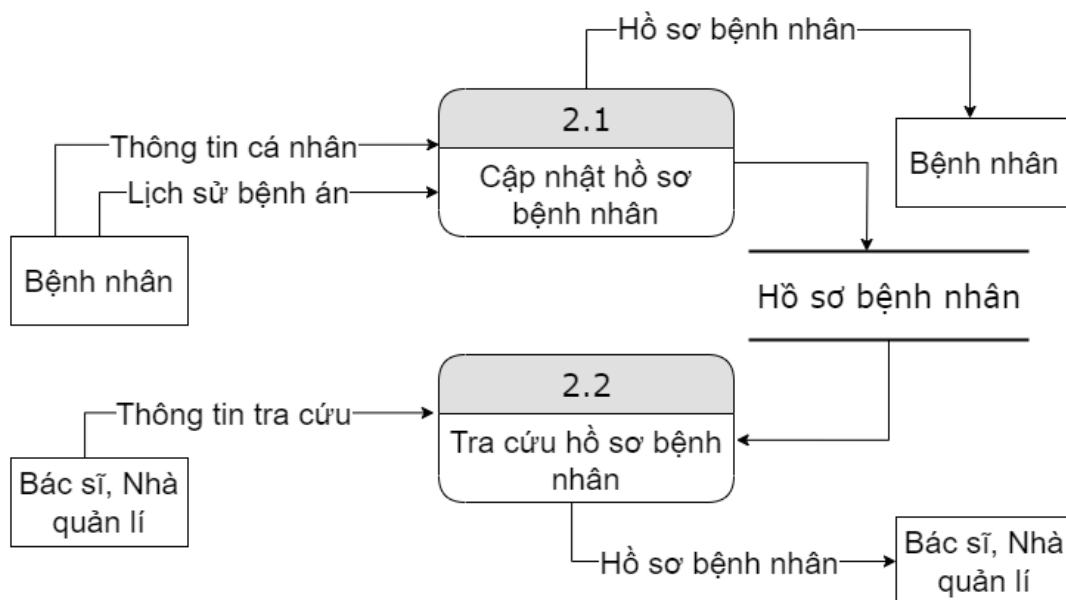 Hồ sơ bệnh nhân
2.1
Thông tin cá nhân
Lịch sử bệnh án
Cập nhật hồ sơ
bệnh nhân
Bệnh nhân
Bệnh nhân
Hồ sơ bệnh nhân
2.2
Thông tin tra cứu
Tra cứu hồ sơ bệnh
nhân
Bác sĩ, Nhà
quản lí
Hồ sơ bệnh nhân
Bác sĩ, Nhà
quản lí